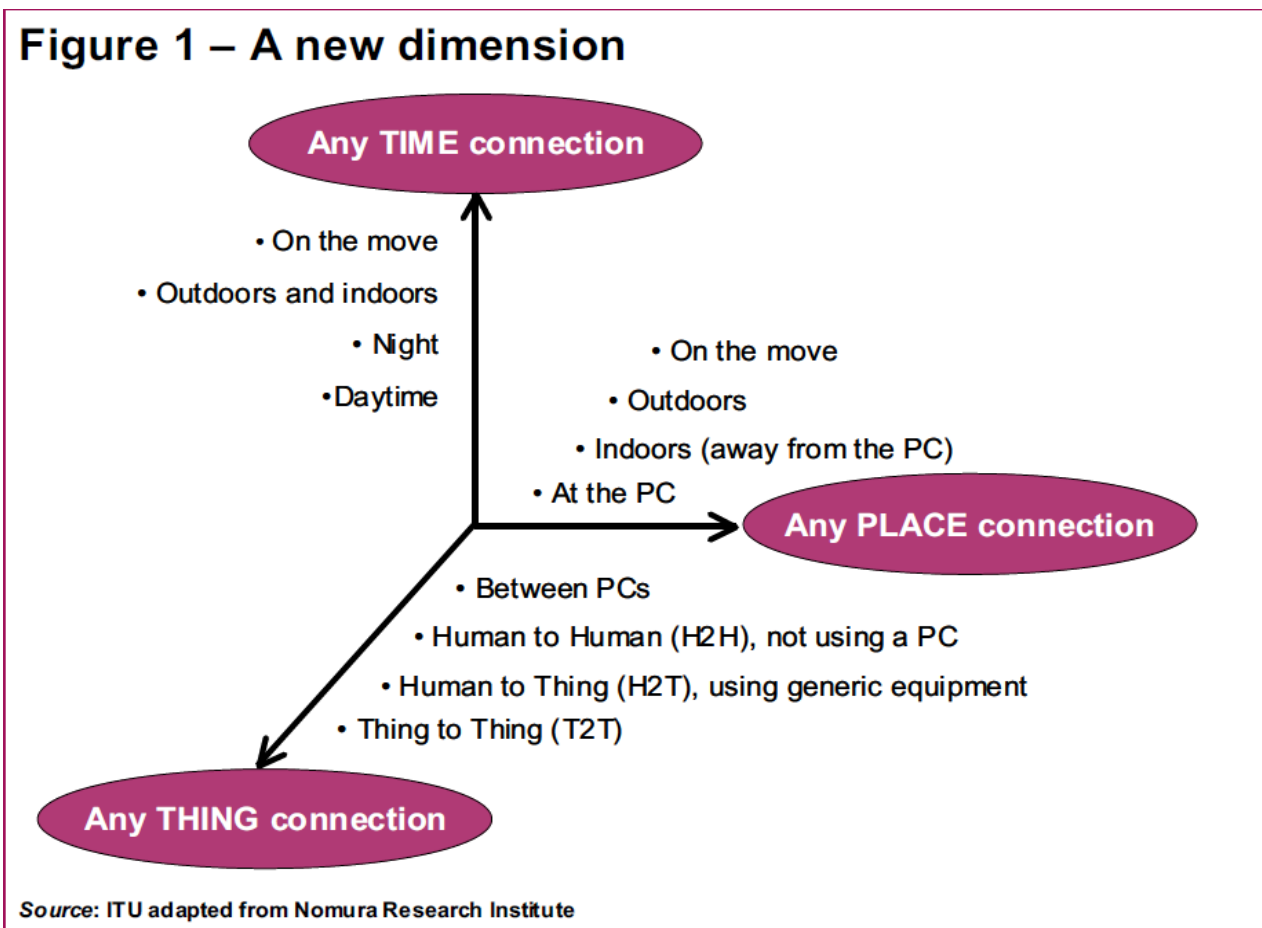 Figure 1 – A new dimension
Any TIME connection
• On the move
• Outdoors and indoors
• Night
•Daytime
• On the move
• Outdoors
• Indoors (away from the PC)
• At the PC
Any PLACE connection
• Between PCs
• Human to Human (H2H), not using a PC
• Human to Thing (H2T), using generic equipment
• Thing to Thing (T2T)
Any THING connection
Source: ITU adapted from Nomura Research Institute